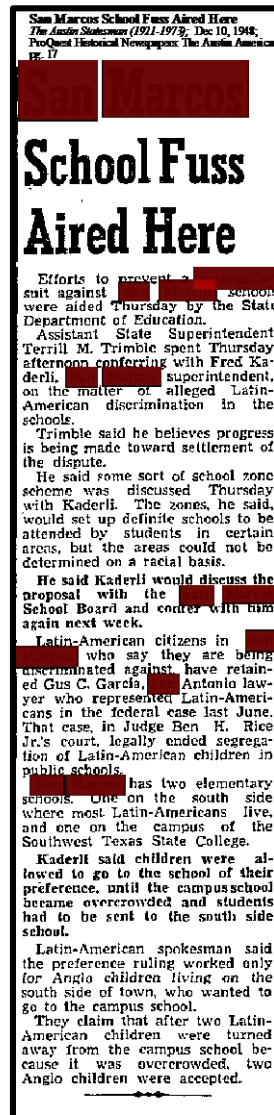 San Marcos School Fuss Aired Here
The Austin Statesman (1921-1973); Dec 10, 1948;
ProQuest Historical Newspapers: The Austin American
pg. 17
San Marcos
School Fuss
Aired Here
Efforts to prevent a segregation
suit against San Marcos schools
were aided Thursday by the State
Department of Education.
Assistant State Superintendent
Terrill M. Trimble spent Thursday
afternoon conferring with Fred Ka-
derli, San Marcos superintendent,
on the matter of alleged Latin-
American discrimination in the
schools.
Trimble said he believes progress
is being made toward settlement of
the dispute.
He said some sort of school zone
scheme was discussed Thursday
with Kaderli. The zones, he said,
would set up definite schools to be
attended by students in certain
areas, but the areas could not be
determined on a racial basis.
He said Kaderli would discuss the
proposal with the San Marcos
School Board and confer with him
again next week.
Latin-American citizens in San
Marcos who say they are being
discriminated against, have retain-
ed Gus C. Garcia, San Antonio law-
yer who represented Latin-Ameri-
cans in the federal case last June.
That case, in Judge Ben H. Rice
Jr.'s court, legally ended segrega-
tion of Latin-American children in
public schools.
San Marcos has two elementary
schools. One on the south side
where most Latin-Americans live,
and one on the campus of the
Southwest Texas State College.
Kaderli said children were al-
lowed to go to the school of their
preference, until the campus school
became overcrowded and students
had to be sent to the south side
school.
Latin-American spokesman said
the preference ruling worked only
for Anglo children living on the
south side of town, who wanted to
go to the campus school.
They claim that after two Latin-
American children were turned
away from the campus school be-
cause it was overcrowded, two
Anglo children were accepted.